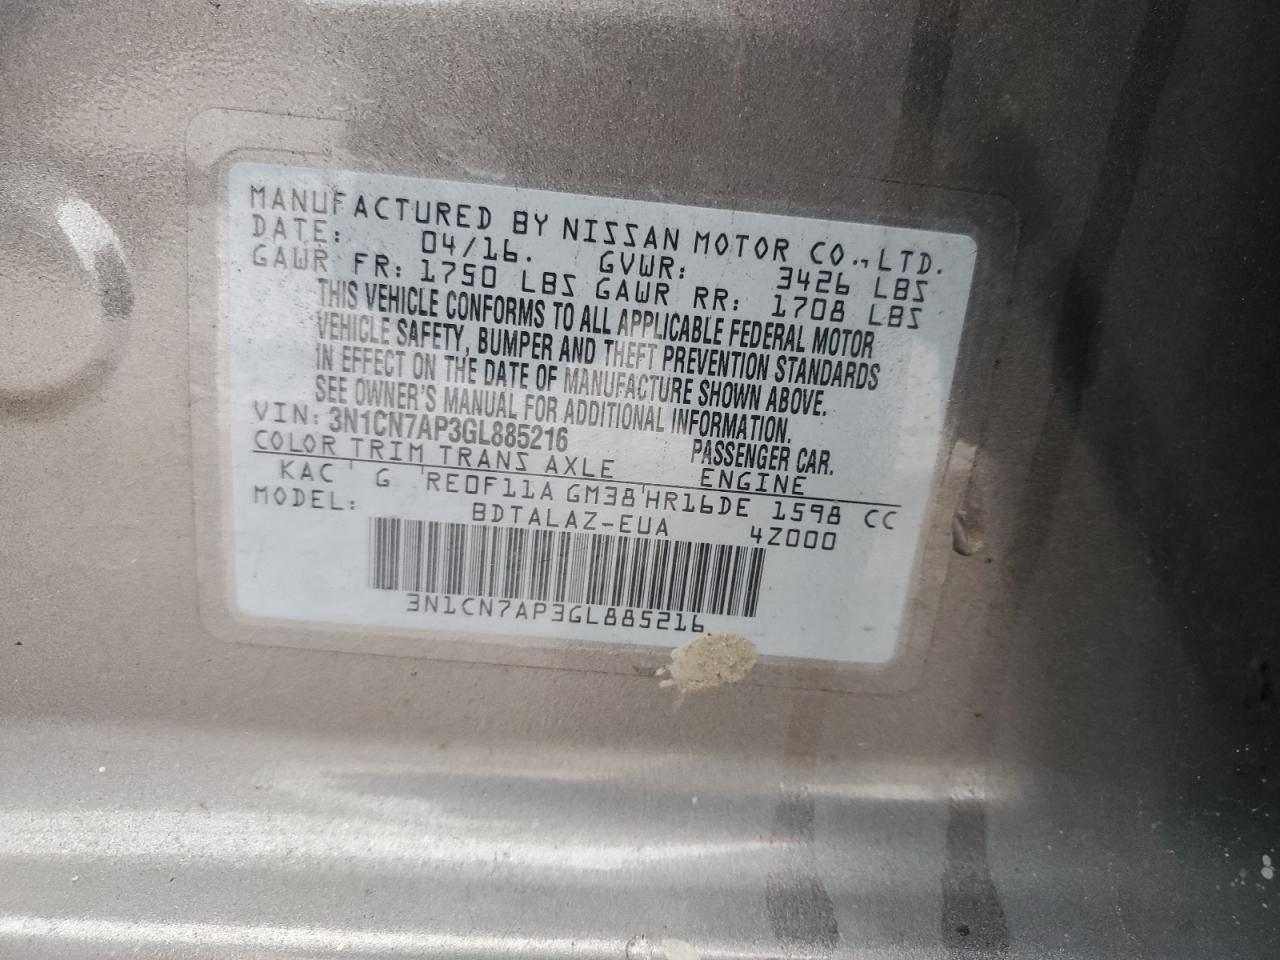 MANUFACTURED BY NISSAN MOTOR CO., LTD.
DATE: 04/16. GVWR: 3426 LBS
GAWR FR: 1750 LBS GAWR RR: 1708 LBS
THIS VEHICLE CONFORMS TO ALL APPLICABLE FEDERAL MOTOR
VEHICLE SAFETY, BUMPER AND THEFT PREVENTION STANDARDS
IN EFFECT ON THE DATE OF MANUFACTURE SHOWN ABOVE.
SEE OWNER'S MANUAL FOR ADDITIONAL INFORMATION.
VIN: 3N1CN7AP3GL885216 PASSENGER CAR.
COLOR TRIM TRANS AXLE ENGINE
KAC G RE0F11A GM38 HR16DE 1598 CC
MODEL: BDTALAZ-EUA 4Z000
3N1CN7AP3GL885216